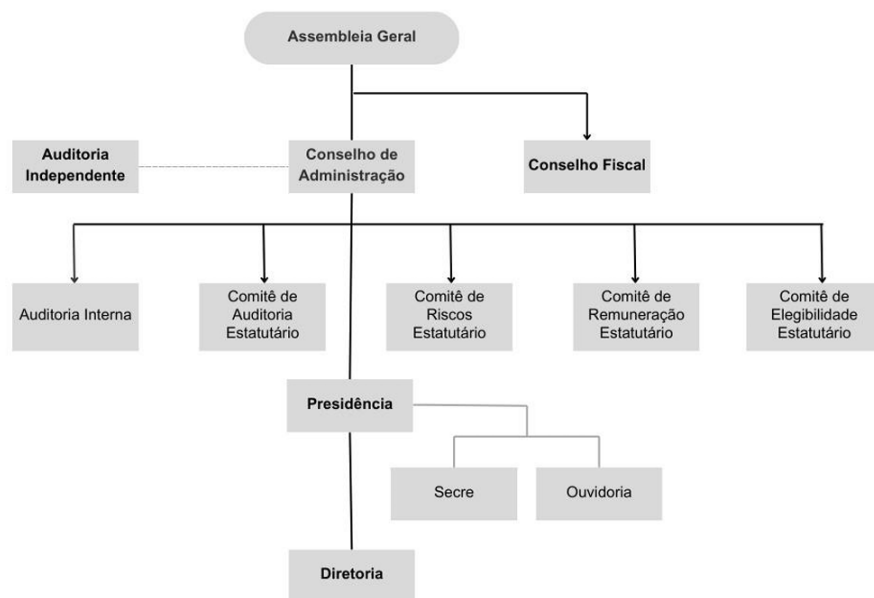 Assembleia Geral
Auditoria
Independente
Conselho de
Administração
Conselho Fiscal
Auditoria Interna
Comitê de
Auditoria
Estatutário
Comitê de
Riscos
Estatutário
Comitê de
Remuneração
Estatutário
Comitê de
Elegibilidade
Estatutário
Presidência
Secre
Ouvidoria
Diretoria